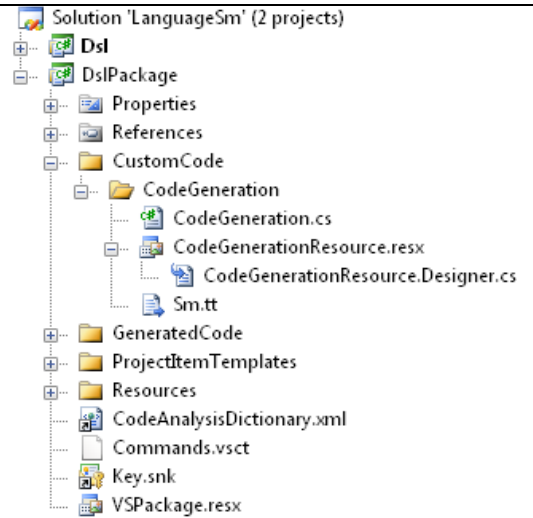 Solution 'LanguageSm' (2 projects)
Dsl
DslPackage
Properties
References
CustomCode
CodeGeneration
CodeGeneration.cs
CodeGenerationResource.resx
CodeGenerationResource.Designer.cs
Sm.tt
GeneratedCode
ProjectItemTemplates
Resources
CodeAnalysisDictionary.xml
Commands.vsct
Key.snk
VSPackage.resx